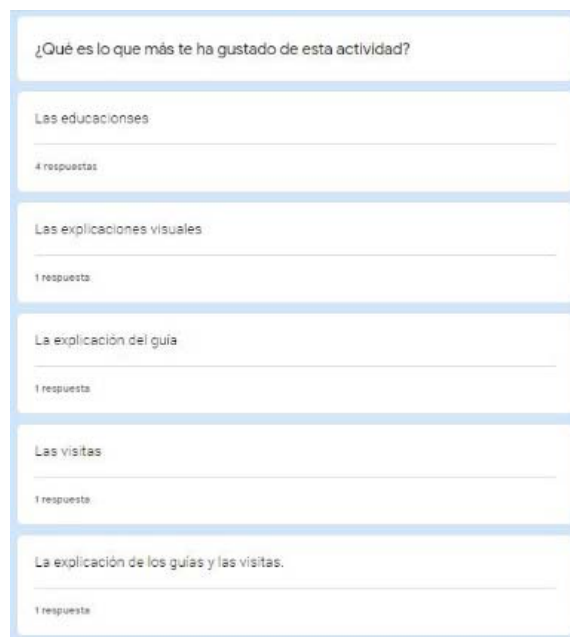 ¿Qué es lo que más te ha gustado de esta actividad?
Las educacionses
4 respuestas
Las explicaciones visuales
1 respuesta
La explicación del guía
1 respuesta
Las visitas
1 respuesta
La explicación de los guías y las visitas.
1 respuesta